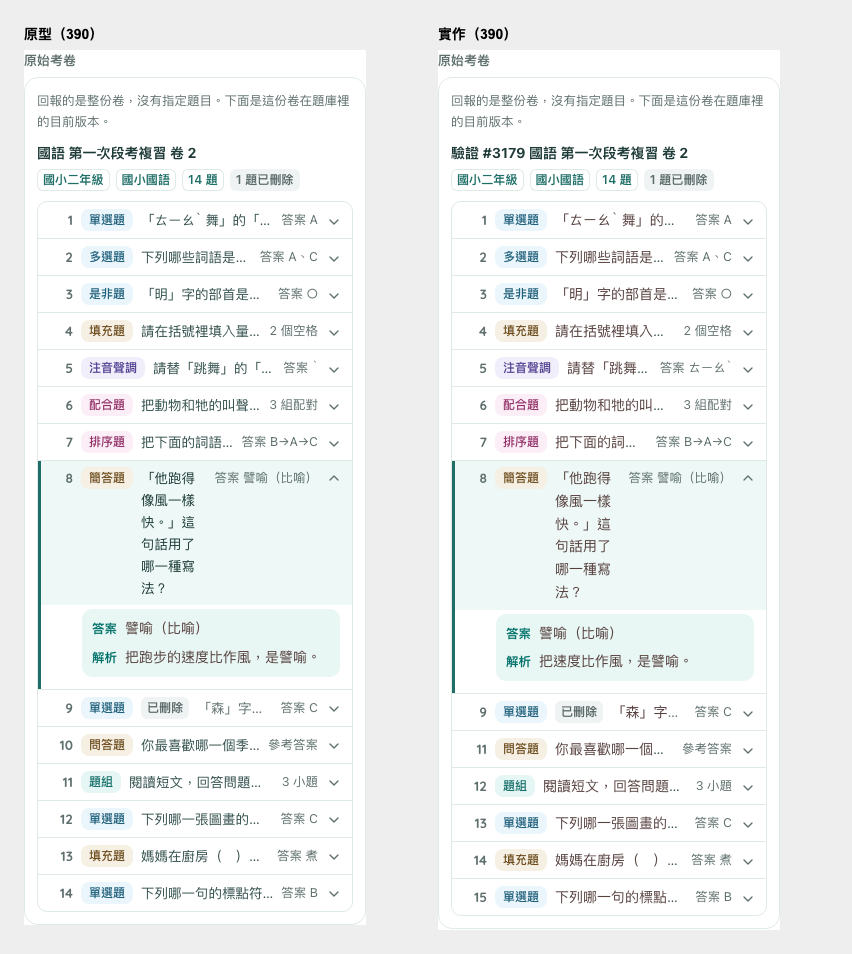 原型（390）
原始考卷
回報的是整份卷，沒有指定題目。下面是這份卷在題庫裡
的目前版本。
國語 第一次段考複習 卷 2
國小二年級 國小國語 14 題 1 題已刪除
1 單選題 「ㄊㄧㄠˋ 舞」的「... 答案 A
2 多選題 下列哪些詞語是... 答案 A、C
3 是非題 「明」字的部首是... 答案 ○
4 填充題 請在括號裡填入量... 2 個空格
5 注音聲調 請替「跳舞」的「... 答案 ˋ
6 配合題 把動物和牠的叫聲... 3 組配對
7 排序題 把下面的詞語... 答案 B→A→C
8 簡答題 「他跑得 答案 譬喻（比喻）
像風一樣
快。」這
句話用了
哪一種寫
法？
答案 譬喻（比喻）
解析 把跑步的速度比作風，是譬喻。
9 單選題 已刪除 「森」字... 答案 C
10 問答題 你最喜歡哪一個季... 參考答案
11 題組 閱讀短文，回答問題... 3 小題
12 單選題 下列哪一張圖畫的... 答案 C
13 填充題 媽媽在廚房（　）... 答案 煮
14 單選題 下列哪一句的標點符... 答案 B
實作（390）
原始考卷
回報的是整份卷，沒有指定題目。下面是這份卷在題庫裡
的目前版本。
驗證 #3179 國語 第一次段考複習 卷 2
國小二年級 國小國語 14 題 1 題已刪除
1 單選題 「ㄊㄧㄠˋ 舞」的... 答案 A
2 多選題 下列哪些詞語是... 答案 A、C
3 是非題 「明」字的部首是... 答案 ○
4 填充題 請在括號裡填入... 2 個空格
5 注音聲調 請替「跳舞... 答案 ㄊㄧㄠˋ
6 配合題 把動物和牠的叫... 3 組配對
7 排序題 把下面的詞... 答案 B→A→C
8 簡答題 「他跑得 答案 譬喻（比喻）
像風一樣
快。」這
句話用了
哪一種寫
法？
答案 譬喻（比喻）
解析 把速度比作風，是譬喻。
9 單選題 已刪除 「森」字... 答案 C
11 問答題 你最喜歡哪一個... 參考答案
12 題組 閱讀短文，回答問題... 3 小題
13 單選題 下列哪一張圖畫的... 答案 C
14 填充題 媽媽在廚房（　）... 答案 煮
15 單選題 下列哪一句的標點... 答案 B